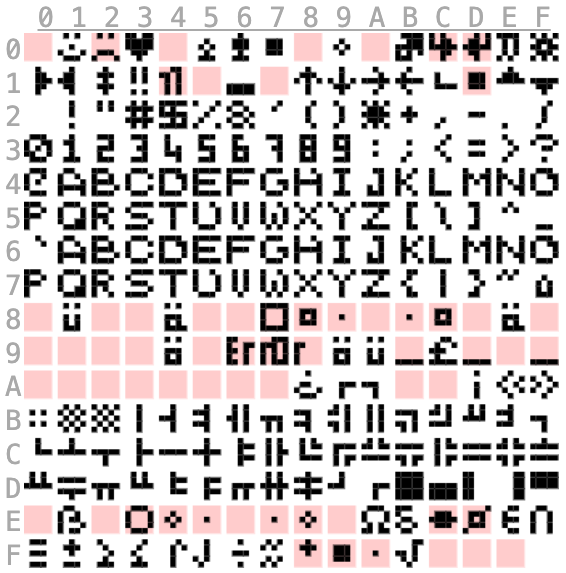 0 1 2 3 4 5 6 7 8 9 A B C D E F
0
1 ‼ ↑ ↓ → ←
2 ! " # $ % & ' ( ) * + , - . /
3 0 1 2 3 4 5 6 7 8 9 : ; < = > ?
4 @ A B C D E F G H I J K L M N O
5 P Q R S T U V W X Y Z [ \ ] ^ _
6 ` A B C D E F G H I J K L M N O
7 P Q R S T U V W X Y Z { | } ~ ⌂
8 ü ä ä
9 ö ö ü £
A ¿ ⌐ ¬ ¡ « »
B ░ ▒ ▓ │ ┤ ╡ ╢ ╖ ╕ ╣ ║ ╗ ╝ ╜ ╛ ┐
C └ ┴ ┬ ├ ─ ┼ ╞ ╟ ╚ ╔ ╩ ╦ ╠ ═ ╬ ╧
D ╨ ╤ ╥ ╙ ╘ ╒ ╓ ╫ ╪ ┘ ┌ █ ▄ ▌ ▐ ▀
E ß Ω δ ε ∩
F ≡ ± ≥ ≤ ⌠ ⌡ ÷ ≈ √